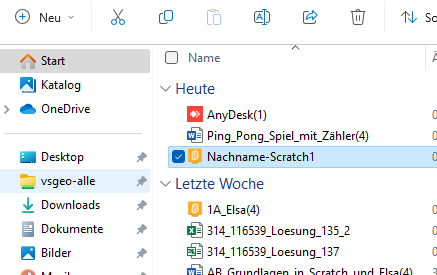 Neu
So
Start
Katalog
OneDrive
Desktop
vsgeo-alle
Downloads
Dokumente
Bilder
Name
Heute
AnyDesk(1)
Ping_Pong_Spiel_mit_Zähler(4)
Nachname-Scratch1
Letzte Woche
1A_Elsa(4)
314_116539_Loesung_135_2
314_116539_Loesung_137
AB_Grundlagen_in_Scratch_und_Elsa(4)